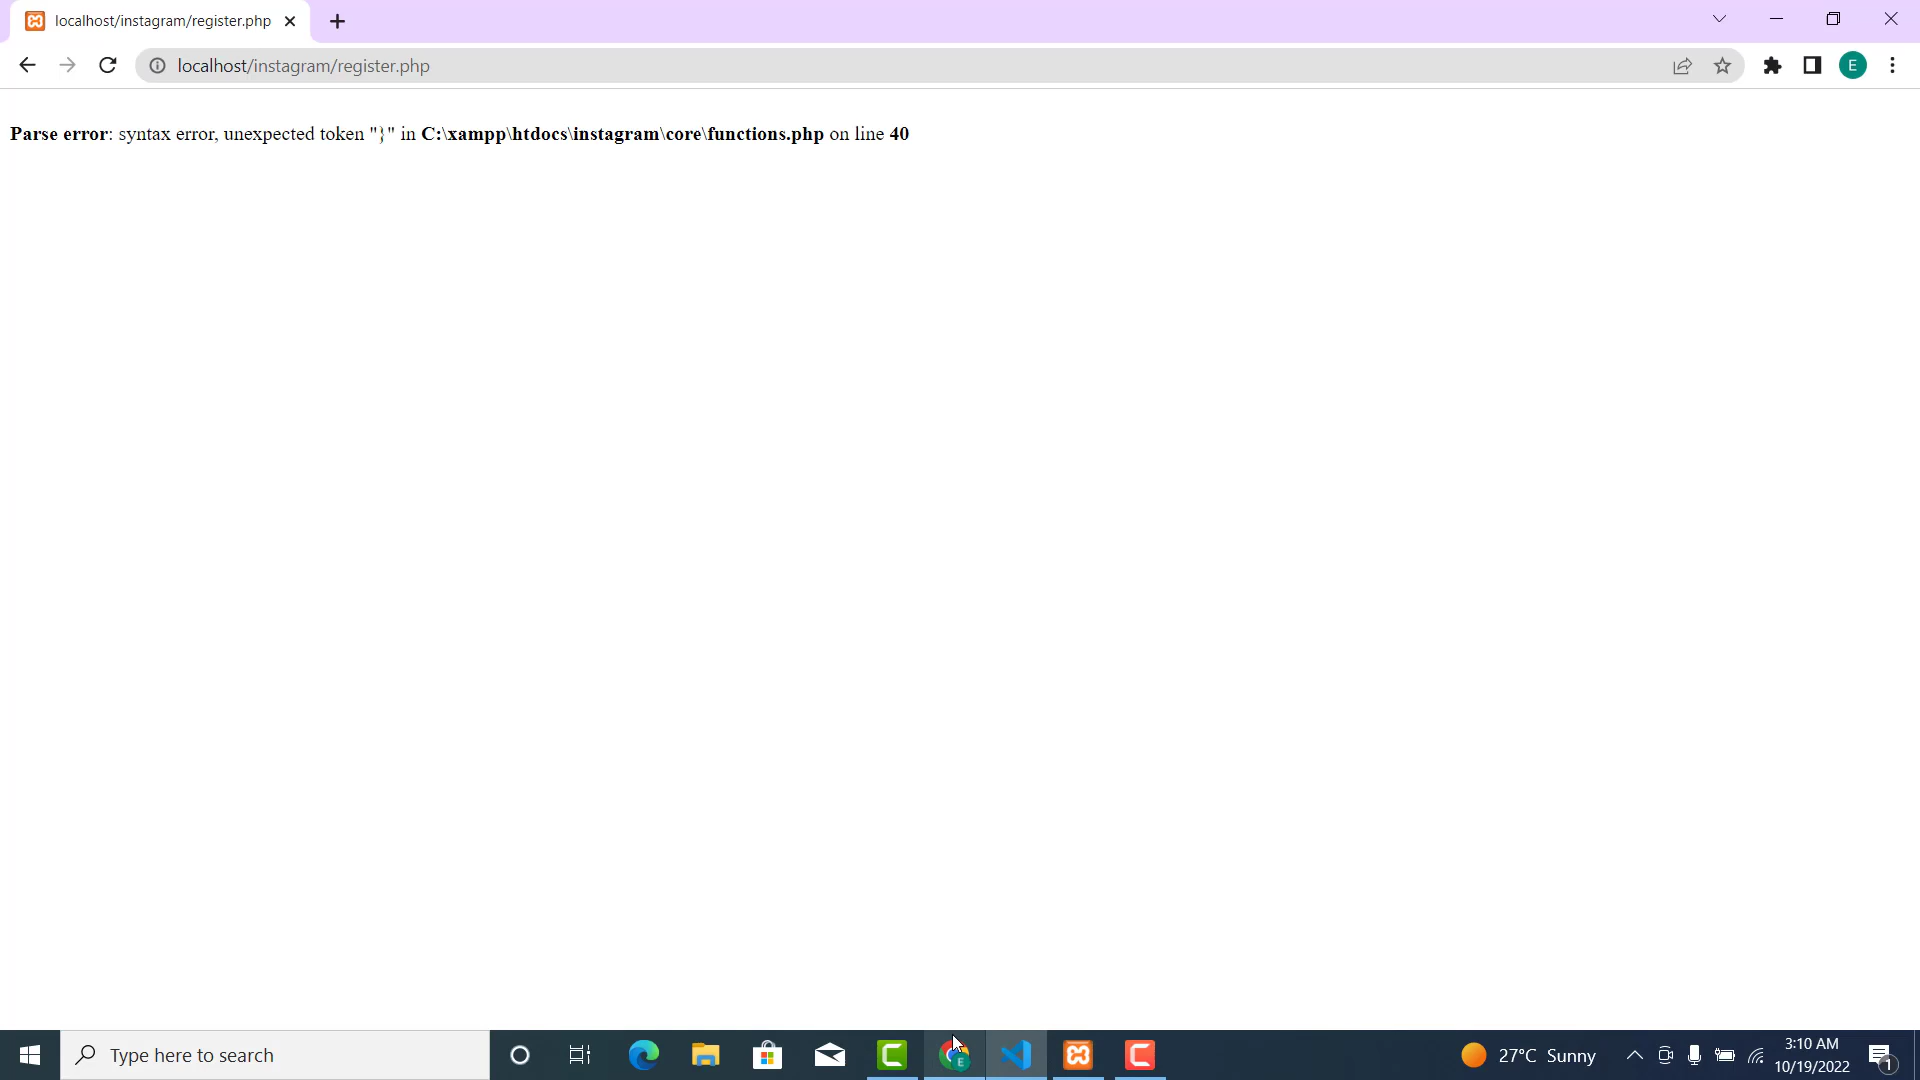 localhost/instagram/register.php
localhost/instagram/register.php
E
Parse error: syntax error, unexpected token "}" in C:\xampp\htdocs\instagram\core\functions.php on line 40
Type here to search
E
27°C Sunny
3:10 AM
10/19/2022
1